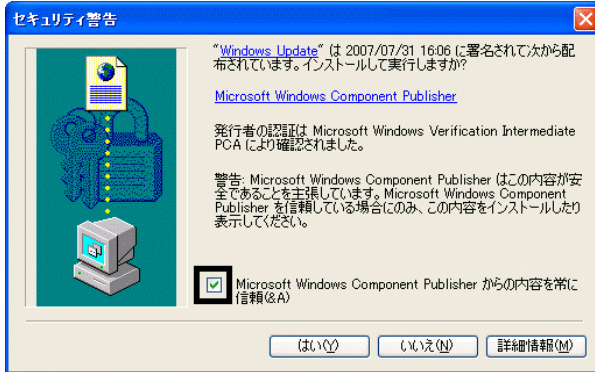 セキュリティ警告
"Windows Update" は 2007/07/31 16:06 に署名されて次から配
布されています。インストールして実行しますか?
Microsoft Windows Component Publisher
発行者の認証は Microsoft Windows Verification Intermediate
PCA により確認されました。
警告: Microsoft Windows Component Publisher はこの内容が安
全であることを主張しています。Microsoft Windows Component
Publisher を信頼している場合にのみ、この内容をインストールしたり
表示してください。
Microsoft Windows Component Publisher からの内容を常に
信頼(&A)
はい(Y) いいえ(N) 詳細情報(M)